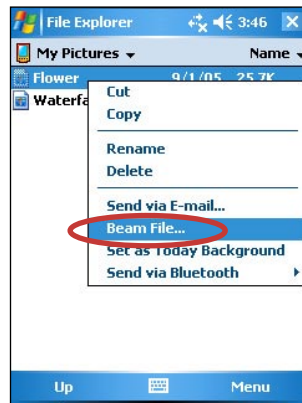 File Explorer 3:46
My Pictures Name
Flower 9/1/05 25.7K
Waterfa
Cut
Copy
Rename
Delete
Send via E-mail...
Beam File...
Set as Today Background
Send via Bluetooth
Up Menu